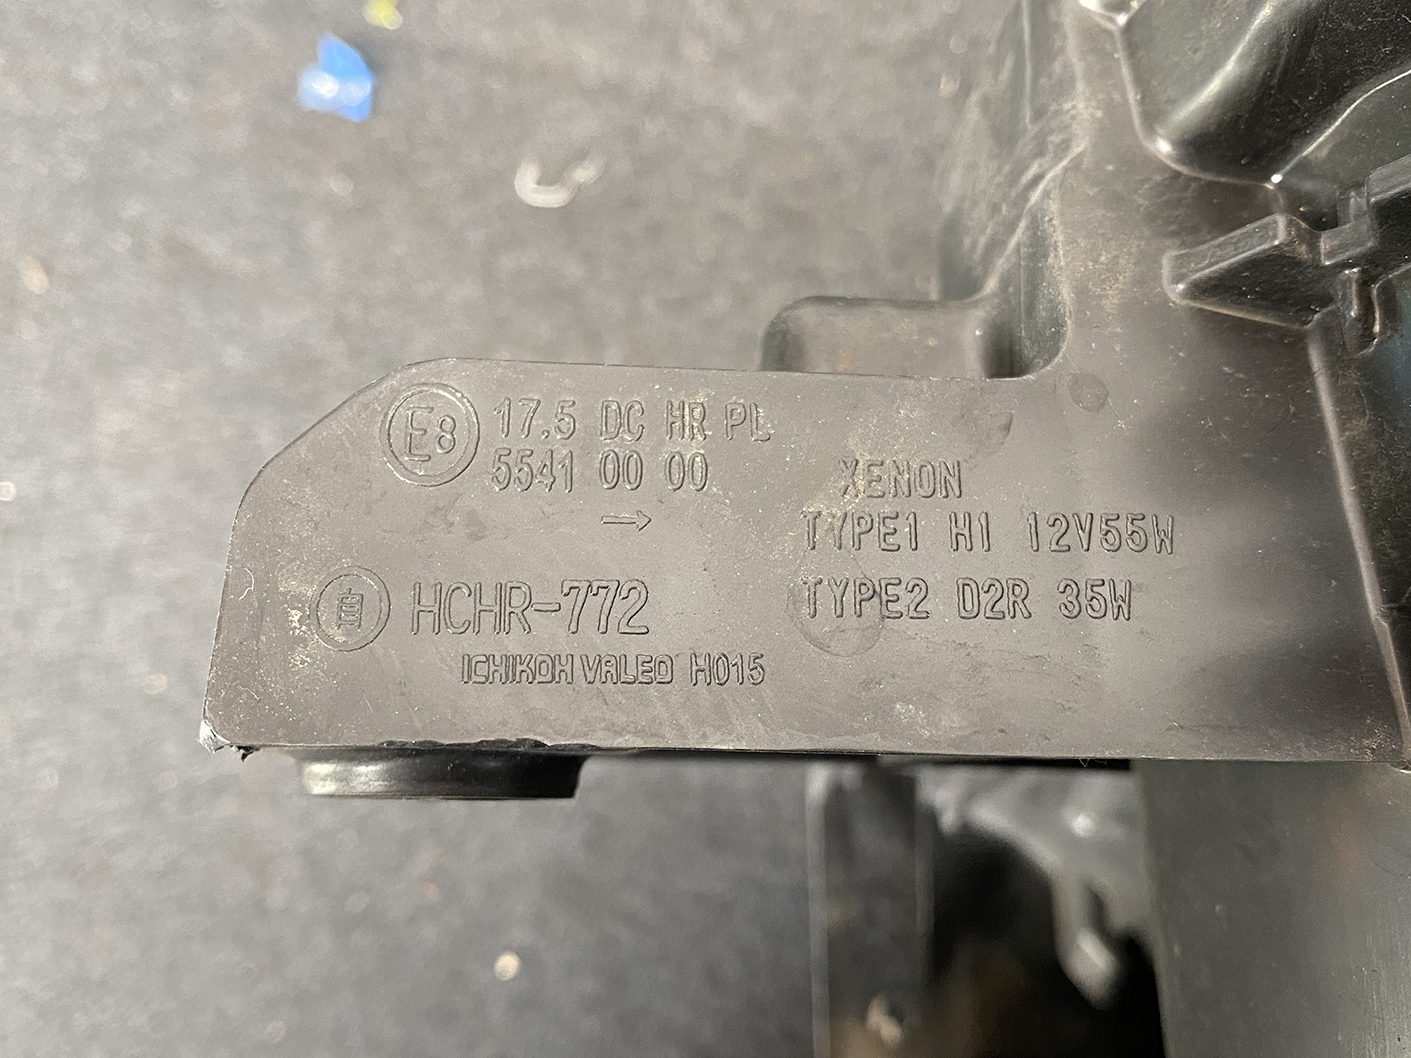 E8 17.5 DC HR PL
5541 00 00
→
XENON
TYPE1 H1 12V55W
TYPE2 D2R 35W
自 HCHR-772
ICHIKOH VALEO H015